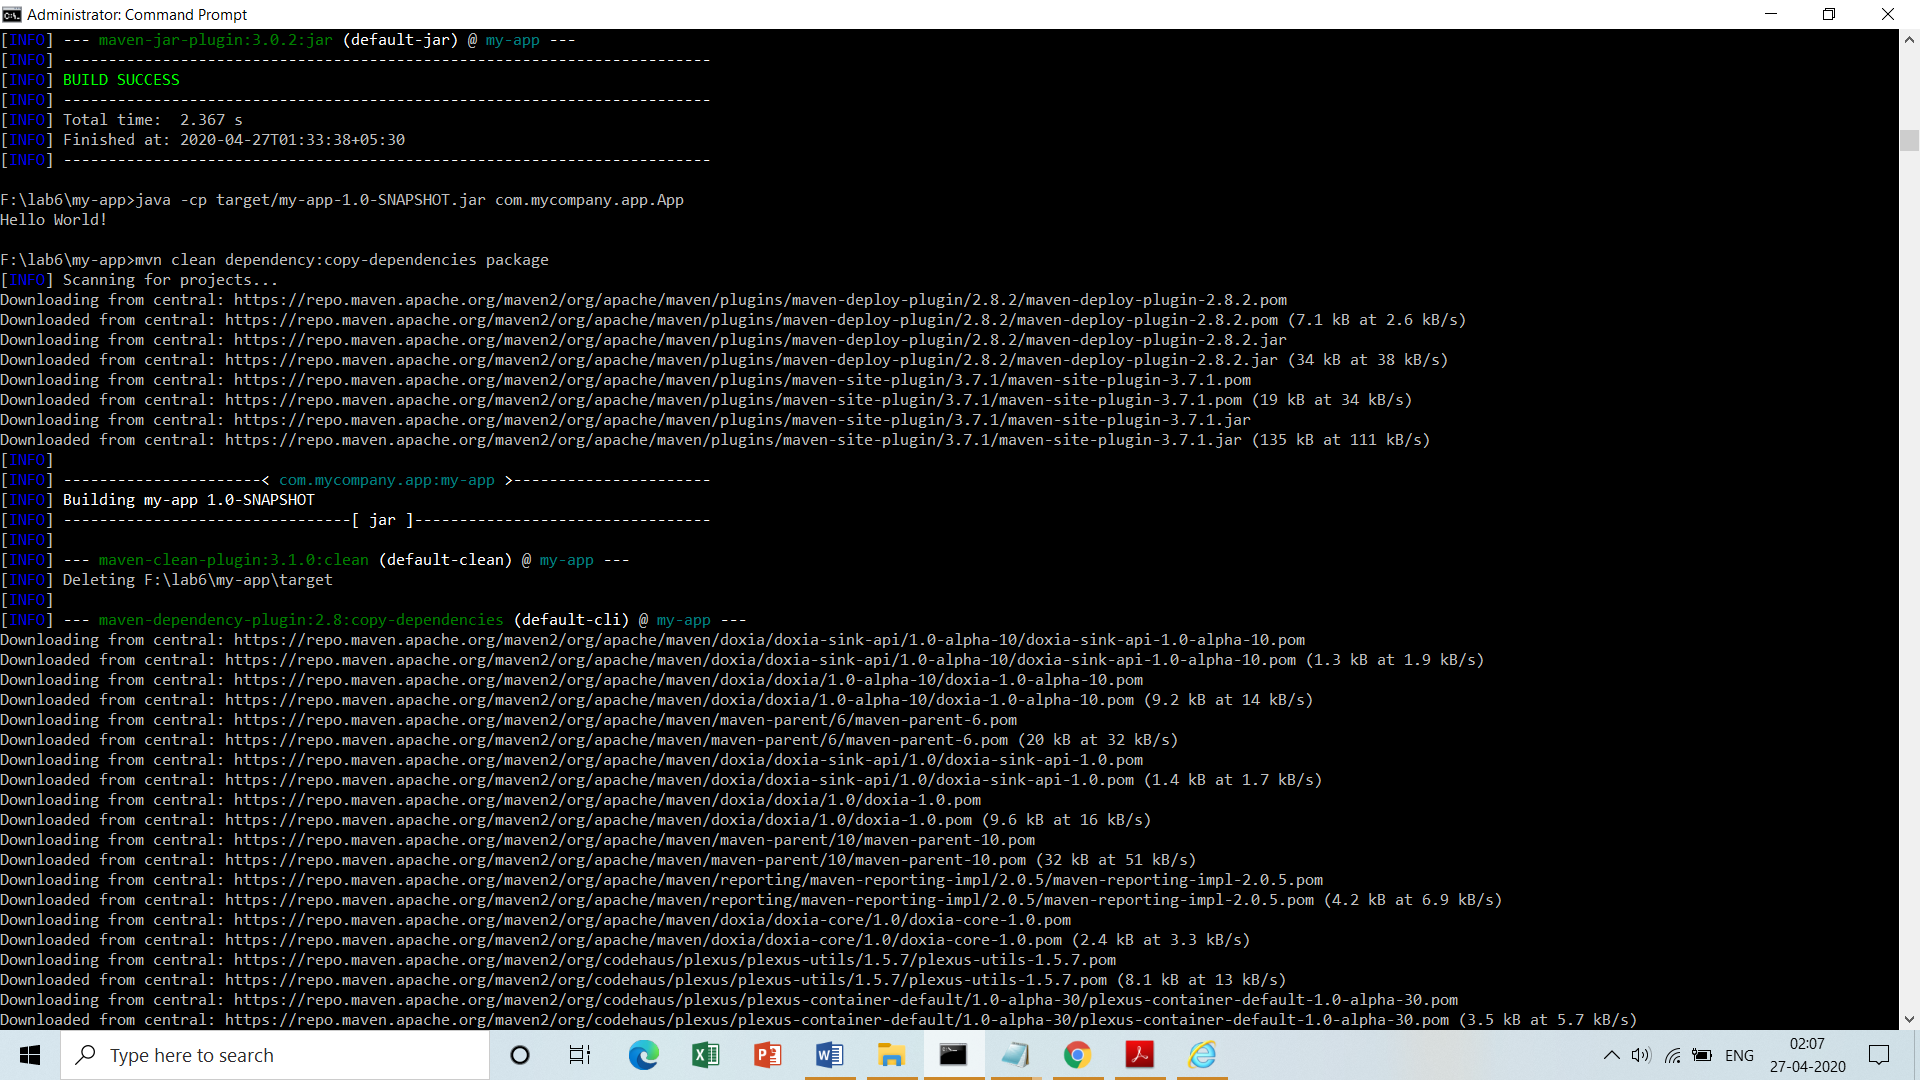 Administrator: Command Prompt
[INFO] --- maven-jar-plugin:3.0.2:jar (default-jar) @ my-app ---
[INFO] ------------------------------------------------------------------------
[INFO] BUILD SUCCESS
[INFO] ------------------------------------------------------------------------
[INFO] Total time:  2.367 s
[INFO] Finished at: 2020-04-27T01:33:38+05:30
[INFO] ------------------------------------------------------------------------
F:\lab6\my-app>java -cp target/my-app-1.0-SNAPSHOT.jar com.mycompany.app.App
Hello World!
F:\lab6\my-app>mvn clean dependency:copy-dependencies package
[INFO] Scanning for projects...
Downloading from central: https://repo.maven.apache.org/maven2/org/apache/maven/plugins/maven-deploy-plugin/2.8.2/maven-deploy-plugin-2.8.2.pom
Downloaded from central: https://repo.maven.apache.org/maven2/org/apache/maven/plugins/maven-deploy-plugin/2.8.2/maven-deploy-plugin-2.8.2.pom (7.1 kB at 2.6 kB/s)
Downloading from central: https://repo.maven.apache.org/maven2/org/apache/maven/plugins/maven-deploy-plugin/2.8.2/maven-deploy-plugin-2.8.2.jar
Downloaded from central: https://repo.maven.apache.org/maven2/org/apache/maven/plugins/maven-deploy-plugin/2.8.2/maven-deploy-plugin-2.8.2.jar (34 kB at 38 kB/s)
Downloading from central: https://repo.maven.apache.org/maven2/org/apache/maven/plugins/maven-site-plugin/3.7.1/maven-site-plugin-3.7.1.pom
Downloaded from central: https://repo.maven.apache.org/maven2/org/apache/maven/plugins/maven-site-plugin/3.7.1/maven-site-plugin-3.7.1.pom (19 kB at 34 kB/s)
Downloading from central: https://repo.maven.apache.org/maven2/org/apache/maven/plugins/maven-site-plugin/3.7.1/maven-site-plugin-3.7.1.jar
Downloaded from central: https://repo.maven.apache.org/maven2/org/apache/maven/plugins/maven-site-plugin/3.7.1/maven-site-plugin-3.7.1.jar (135 kB at 111 kB/s)
[INFO]
[INFO] ----------------------< com.mycompany.app:my-app >----------------------
[INFO] Building my-app 1.0-SNAPSHOT
[INFO] --------------------------------[ jar ]---------------------------------
[INFO]
[INFO] --- maven-clean-plugin:3.1.0:clean (default-clean) @ my-app ---
[INFO] Deleting F:\lab6\my-app\target
[INFO]
[INFO] --- maven-dependency-plugin:2.8:copy-dependencies (default-cli) @ my-app ---
Downloading from central: https://repo.maven.apache.org/maven2/org/apache/maven/doxia/doxia-sink-api/1.0-alpha-10/doxia-sink-api-1.0-alpha-10.pom
Downloaded from central: https://repo.maven.apache.org/maven2/org/apache/maven/doxia/doxia-sink-api/1.0-alpha-10/doxia-sink-api-1.0-alpha-10.pom (1.3 kB at 1.9 kB/s)
Downloading from central: https://repo.maven.apache.org/maven2/org/apache/maven/doxia/doxia/1.0-alpha-10/doxia-1.0-alpha-10.pom
Downloaded from central: https://repo.maven.apache.org/maven2/org/apache/maven/doxia/doxia/1.0-alpha-10/doxia-1.0-alpha-10.pom (9.2 kB at 14 kB/s)
Downloading from central: https://repo.maven.apache.org/maven2/org/apache/maven/maven-parent/6/maven-parent-6.pom
Downloaded from central: https://repo.maven.apache.org/maven2/org/apache/maven/maven-parent/6/maven-parent-6.pom (20 kB at 32 kB/s)
Downloading from central: https://repo.maven.apache.org/maven2/org/apache/maven/doxia/doxia-sink-api/1.0/doxia-sink-api-1.0.pom
Downloaded from central: https://repo.maven.apache.org/maven2/org/apache/maven/doxia/doxia-sink-api/1.0/doxia-sink-api-1.0.pom (1.4 kB at 1.7 kB/s)
Downloading from central: https://repo.maven.apache.org/maven2/org/apache/maven/doxia/doxia/1.0/doxia-1.0.pom
Downloaded from central: https://repo.maven.apache.org/maven2/org/apache/maven/doxia/doxia/1.0/doxia-1.0.pom (9.6 kB at 16 kB/s)
Downloading from central: https://repo.maven.apache.org/maven2/org/apache/maven/maven-parent/10/maven-parent-10.pom
Downloaded from central: https://repo.maven.apache.org/maven2/org/apache/maven/maven-parent/10/maven-parent-10.pom (32 kB at 51 kB/s)
Downloading from central: https://repo.maven.apache.org/maven2/org/apache/maven/reporting/maven-reporting-impl/2.0.5/maven-reporting-impl-2.0.5.pom
Downloaded from central: https://repo.maven.apache.org/maven2/org/apache/maven/reporting/maven-reporting-impl/2.0.5/maven-reporting-impl-2.0.5.pom (4.2 kB at 6.9 kB/s)
Downloading from central: https://repo.maven.apache.org/maven2/org/apache/maven/doxia/doxia-core/1.0/doxia-core-1.0.pom
Downloaded from central: https://repo.maven.apache.org/maven2/org/apache/maven/doxia/doxia-core/1.0/doxia-core-1.0.pom (2.4 kB at 3.3 kB/s)
Downloading from central: https://repo.maven.apache.org/maven2/org/codehaus/plexus/plexus-utils/1.5.7/plexus-utils-1.5.7.pom
Downloaded from central: https://repo.maven.apache.org/maven2/org/codehaus/plexus/plexus-utils/1.5.7/plexus-utils-1.5.7.pom (8.1 kB at 13 kB/s)
Downloading from central: https://repo.maven.apache.org/maven2/org/codehaus/plexus/plexus-container-default/1.0-alpha-30/plexus-container-default-1.0-alpha-30.pom
Downloaded from central: https://repo.maven.apache.org/maven2/org/codehaus/plexus/plexus-container-default/1.0-alpha-30/plexus-container-default-1.0-alpha-30.pom (3.5 kB at 5.7 kB/s)
Type here to search
ENG
02:07
27-04-2020